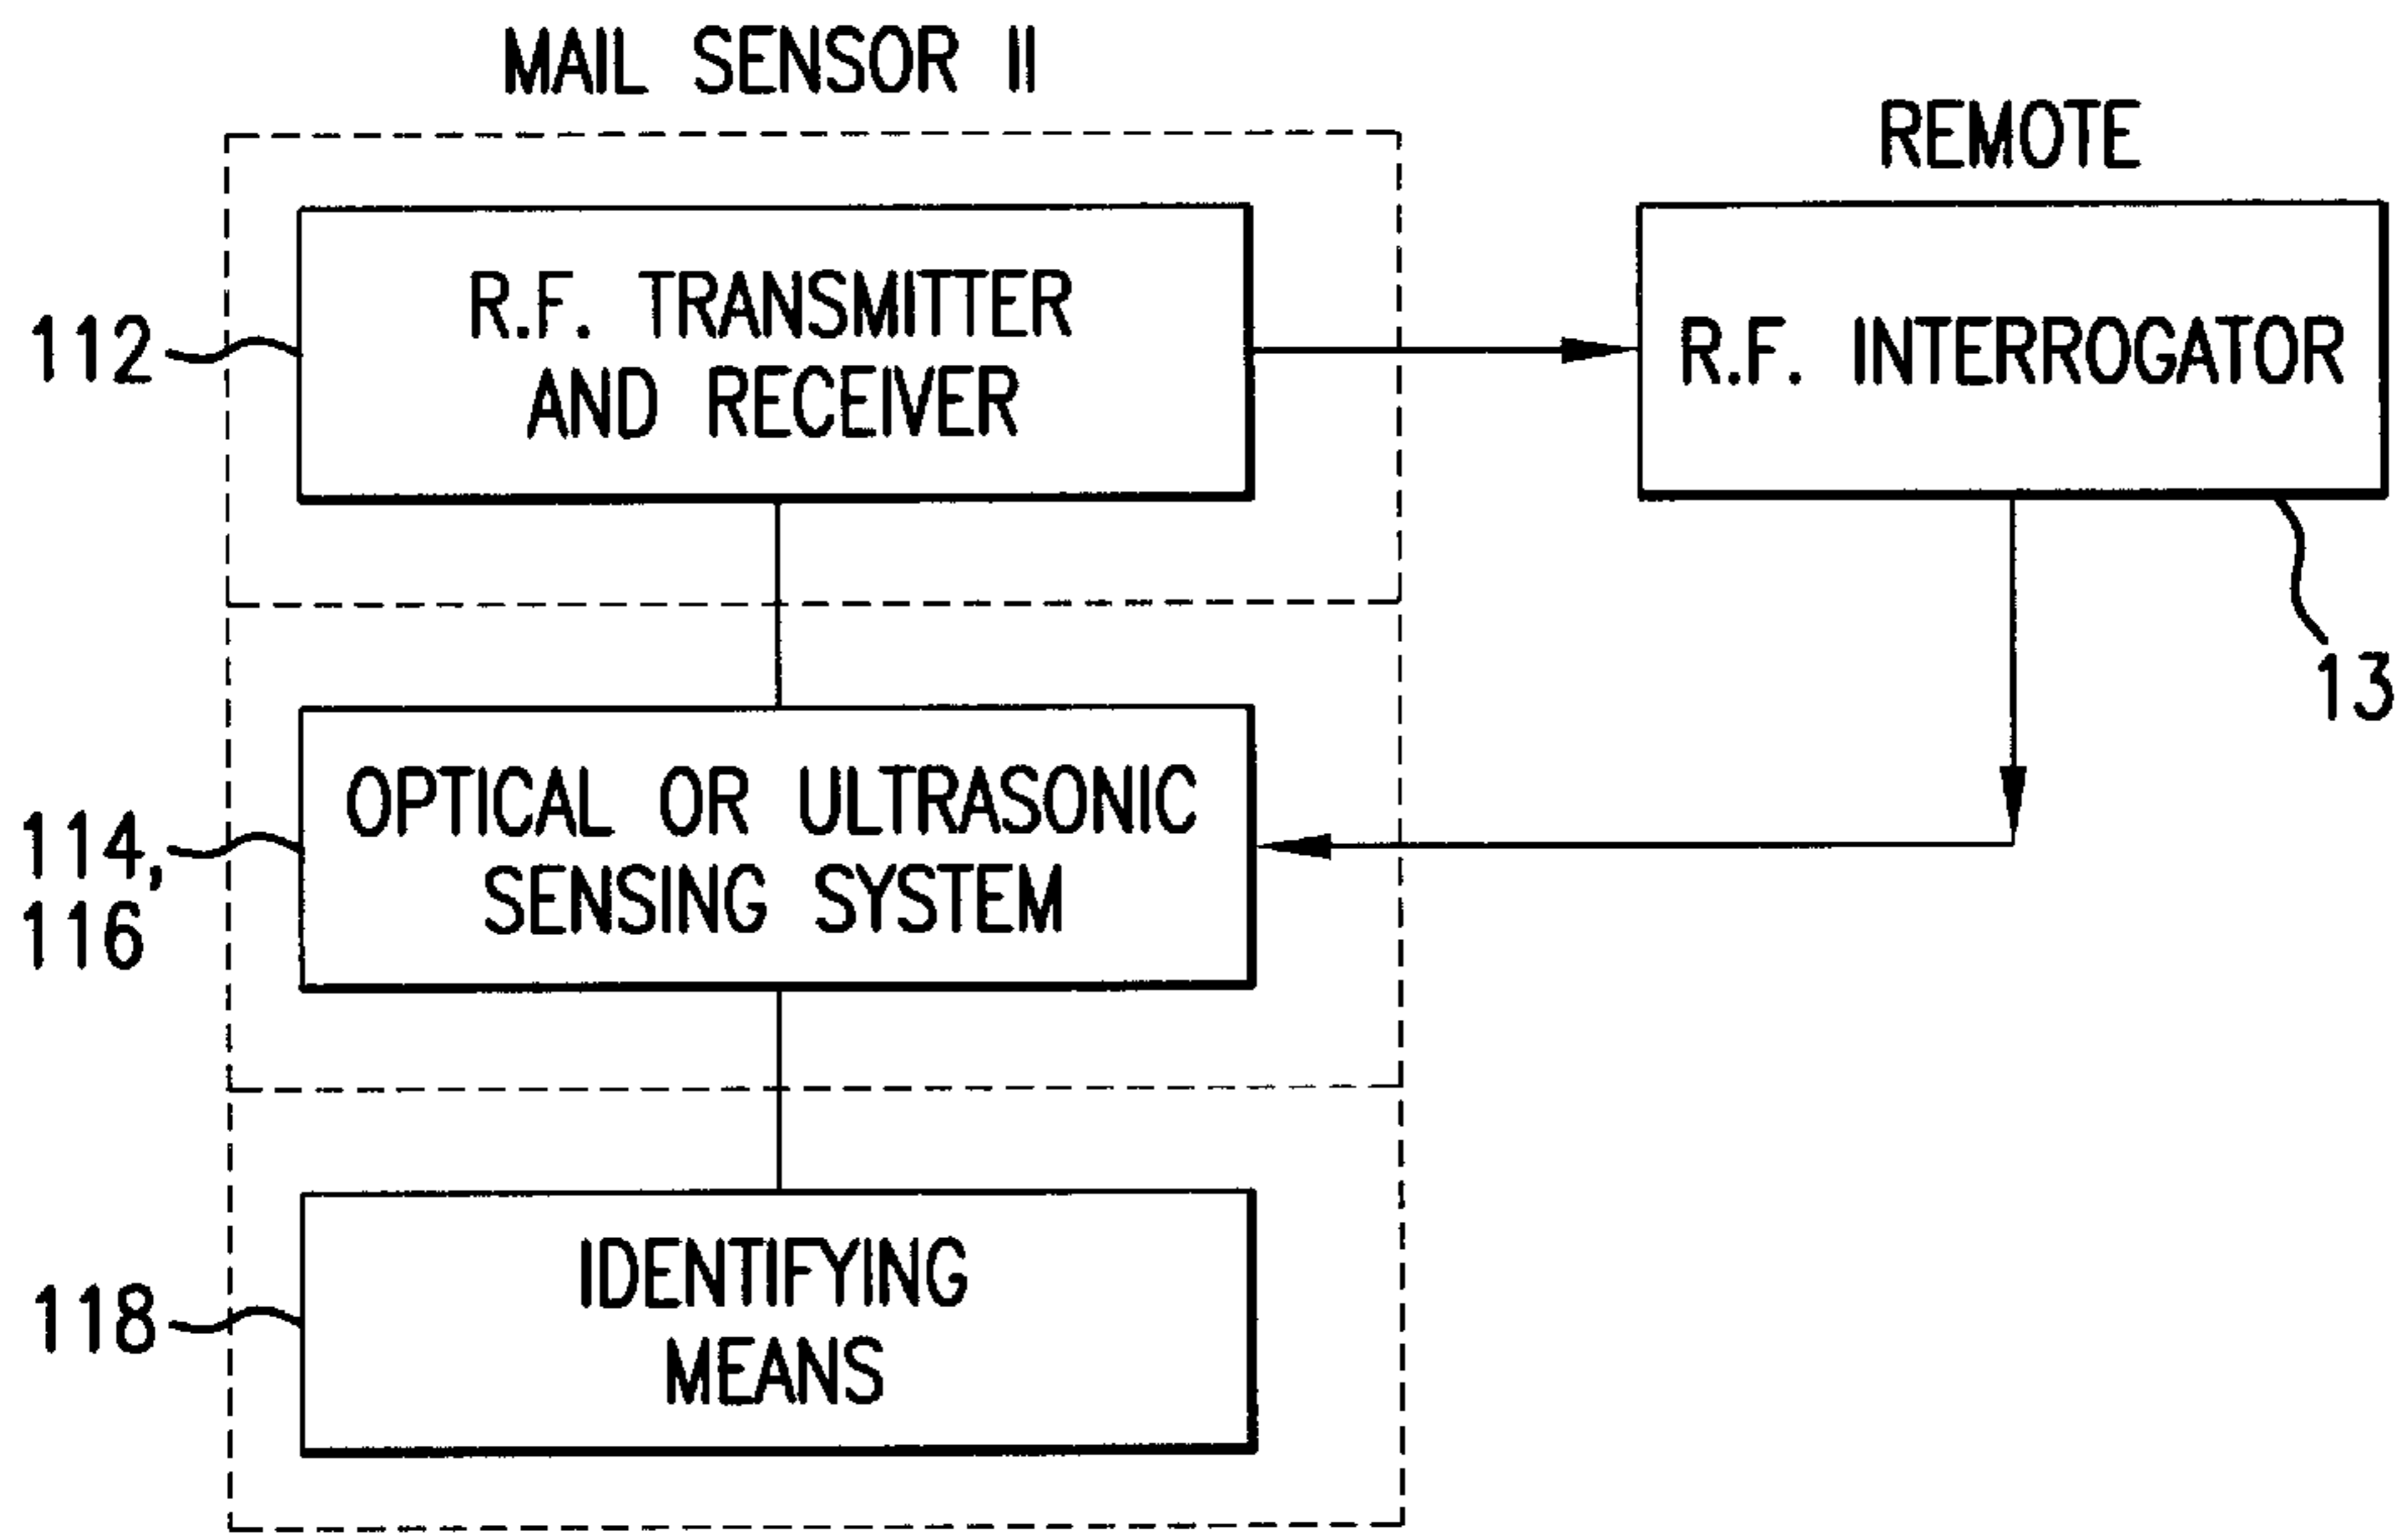 MAIL SENSOR 11
REMOTE
R.F. TRANSMITTER
AND RECEIVER
112
R.F. INTERROGATOR
13
OPTICAL OR ULTRASONIC
SENSING SYSTEM
114,
116
IDENTIFYING
MEANS
118